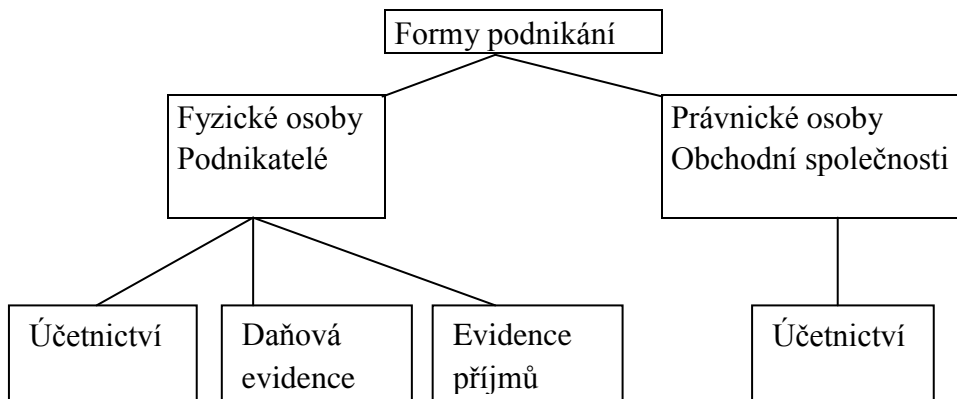 Formy podnikání
Fyzické osoby
Podnikatelé
Právnické osoby
Obchodní společnosti
Účetnictví
Daňová
evidence
Evidence
příjmů
Účetnictví